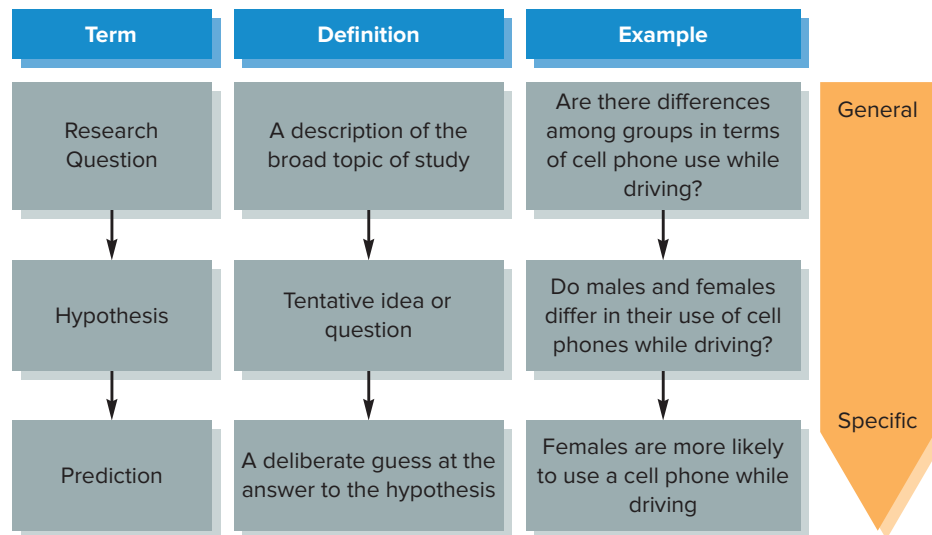 Term
Definition
Example
Research
Question
A description of the
broad topic of study
Are there differences
among groups in terms
of cell phone use while
driving?
General
Hypothesis
Tentative idea or
question
Do males and females
differ in their use of cell
phones while driving?
Specific
Prediction
A deliberate guess at the
answer to the hypothesis
Females are more likely
to use a cell phone while
driving